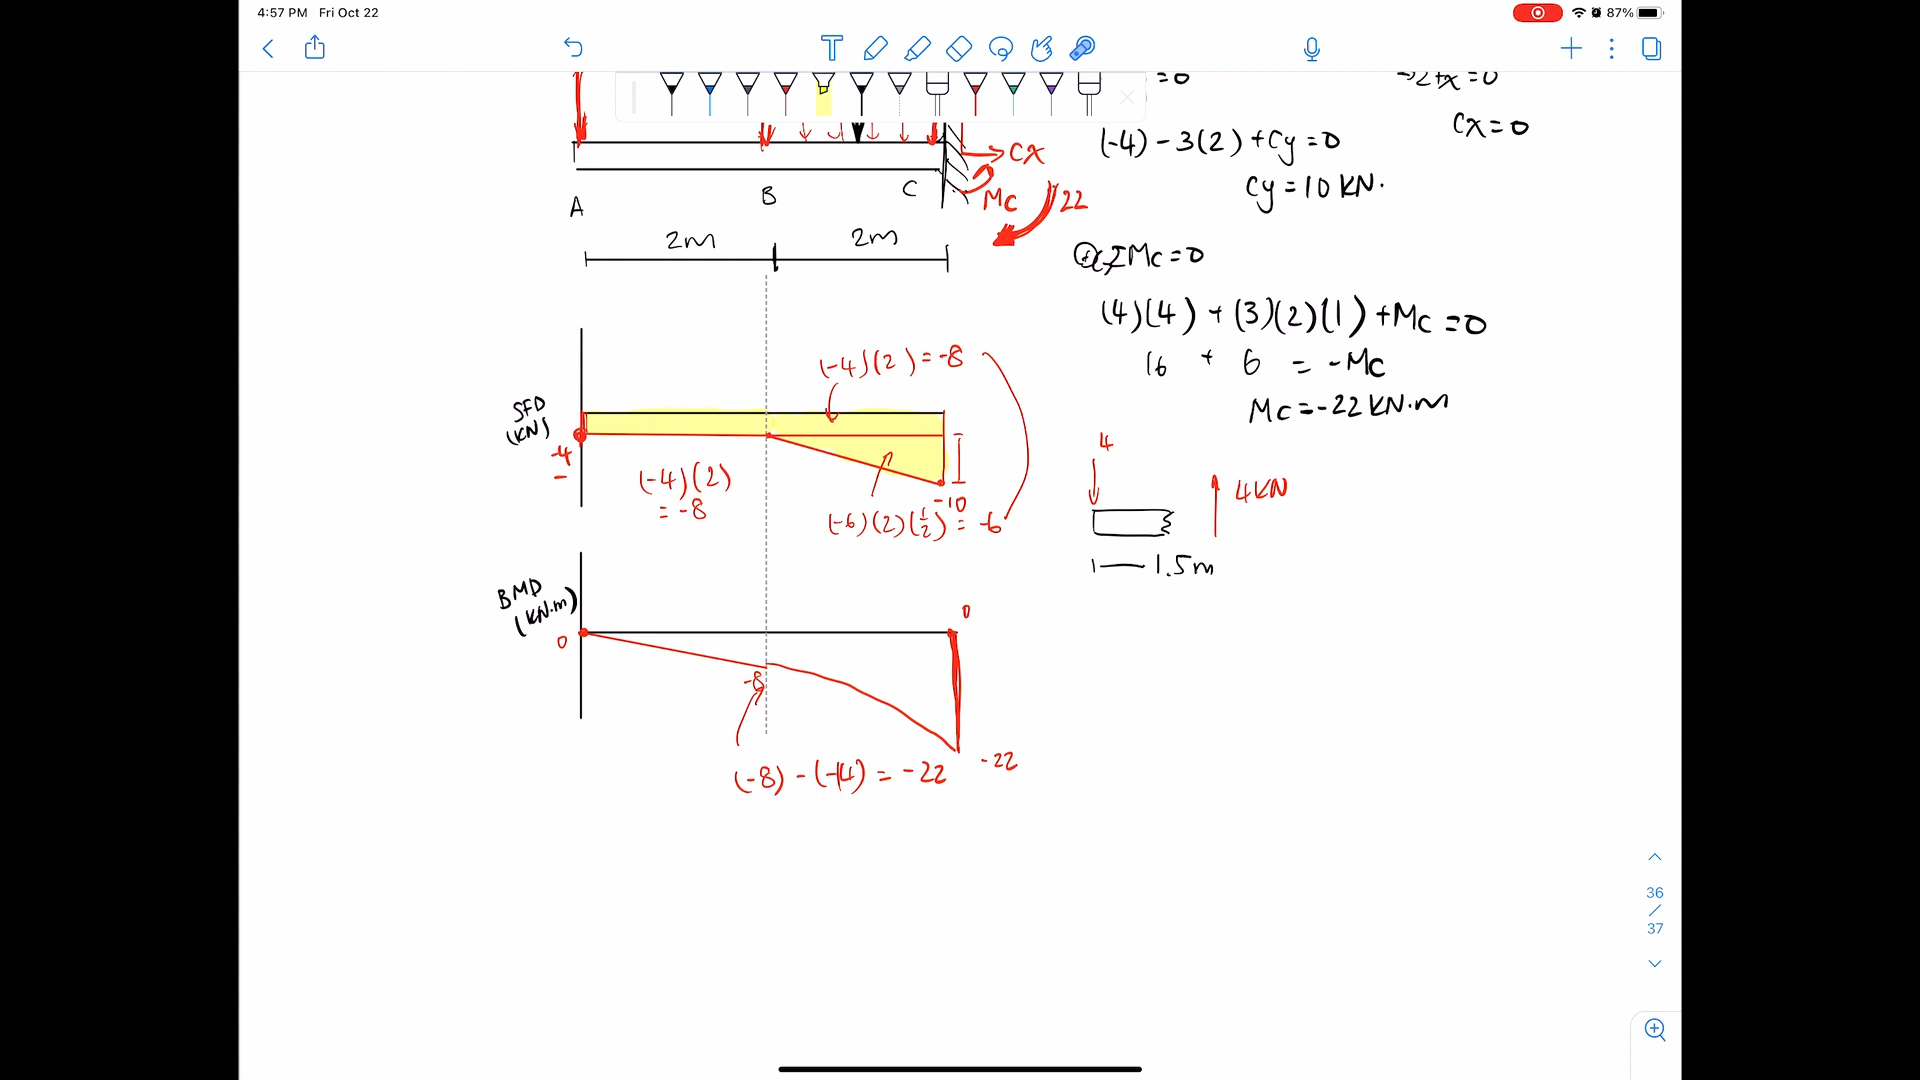 4:57 PM Fri Oct 22
87%
T
= 0
→Σ+x = 0
Cx = 0
(-4) - 3(2) + Cy = 0
Cy = 10 KN.
Cx
Mc
22
A
B
C
2m
2m
ΣMc = 0
(4)(4) + (3)(2)(1) + Mc = 0
16 + 6 = -Mc
Mc = -22 KN.m
SFD
(KN)
-4
(-4)(2) = -8
(-4)(2)
= -8
-10
(-6)(2)(1/2) = -6
4
4KN
1.5m
BMD
(KN.m)
0
0
-8
(-8) - (-14) = -22
-22
36
/
37